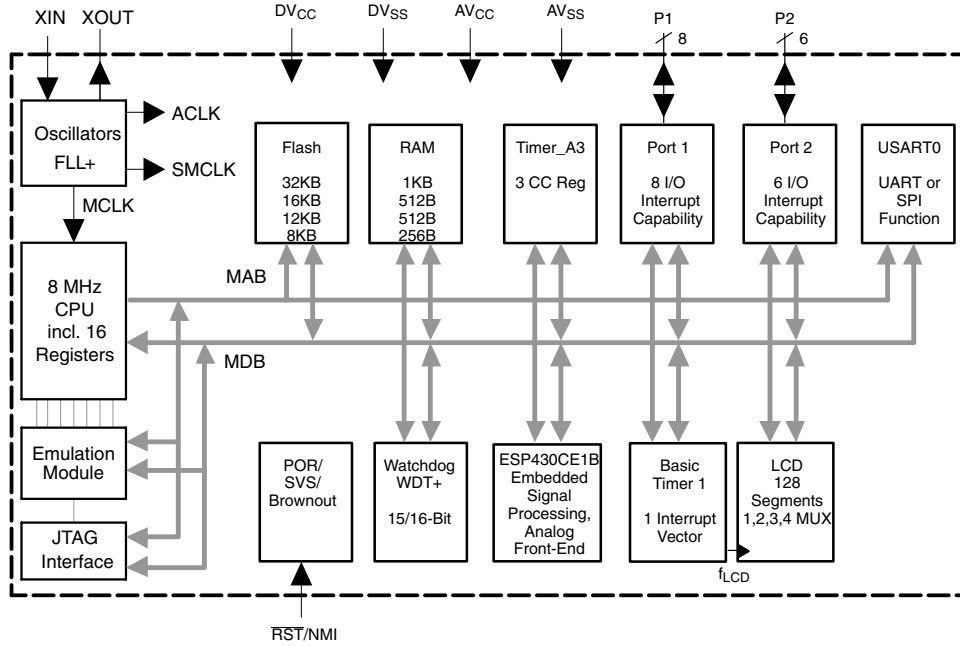 XIN XOUT DVCC DVSS AVCC AVSS P1 P2
8 6
Oscillators
FLL+
ACLK
SMCLK
MCLK
Flash
32KB
16KB
12KB
8KB
RAM
1KB
512B
512B
256B
Timer_A3
3 CC Reg
Port 1
8 I/O
Interrupt
Capability
Port 2
6 I/O
Interrupt
Capability
USART0
UART or
SPI
Function
8 MHz
CPU
incl. 16
Registers
MAB
MDB
Emulation
Module
JTAG
Interface
POR/
SVS/
Brownout
Watchdog
WDT+
15/16-Bit
ESP430CE1B
Embedded
Signal
Processing,
Analog
Front-End
Basic
Timer 1
1 Interrupt
Vector
LCD
128
Segments
1,2,3,4 MUX
fLCD
RST/NMI